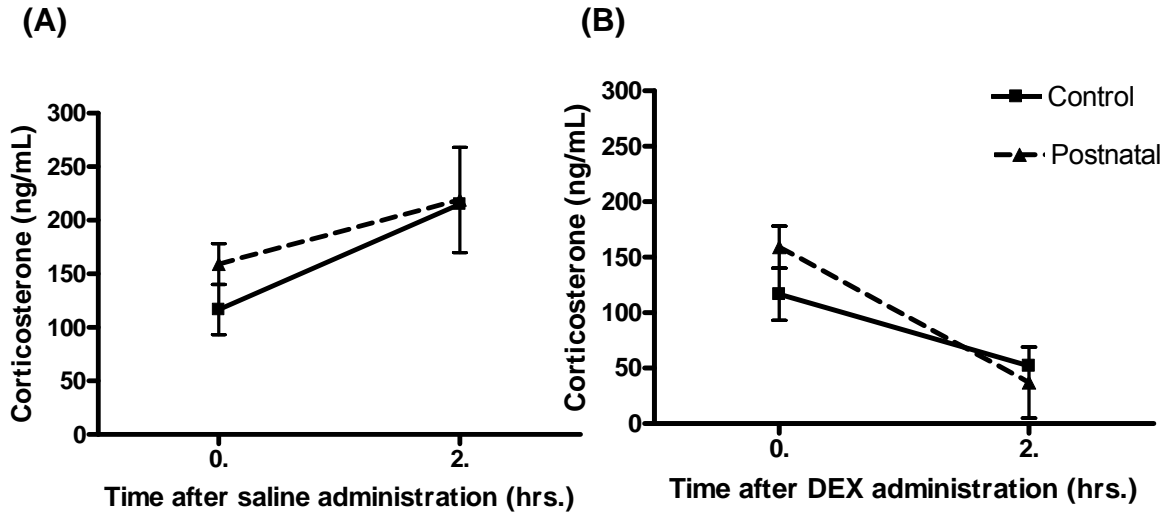 (A)
Corticosterone (ng/mL)
300
250
200
150
100
50
0
0.
2.
Time after saline administration (hrs.)
(B)
Corticosterone (ng/mL)
300
250
200
150
100
50
0
0.
2.
Time after DEX administration (hrs.)
Control
Postnatal